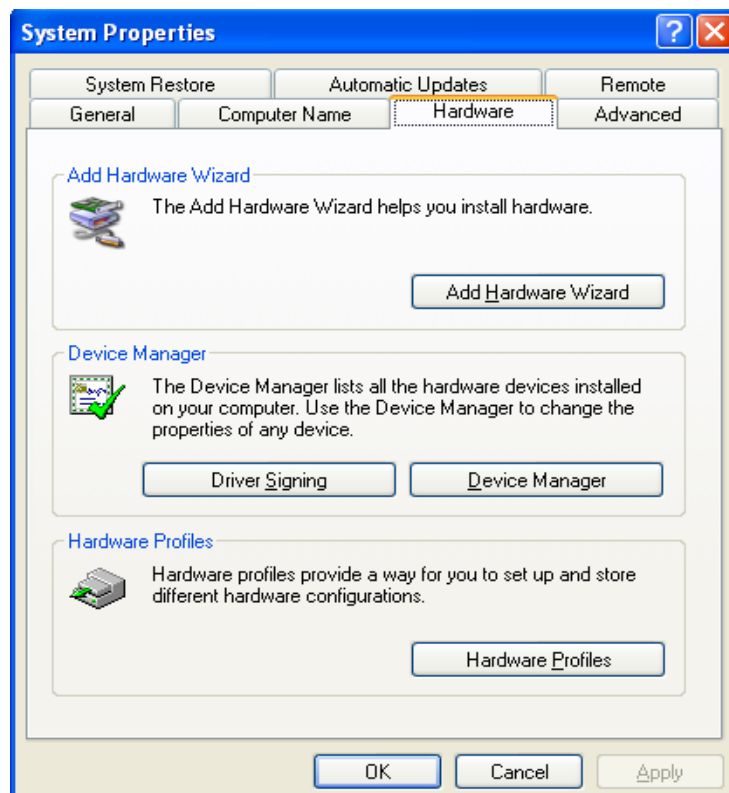 System Properties
System Restore
Automatic Updates
Remote
General
Computer Name
Hardware
Advanced
Add Hardware Wizard
The Add Hardware Wizard helps you install hardware.
Add Hardware Wizard
Device Manager
The Device Manager lists all the hardware devices installed
on your computer. Use the Device Manager to change the
properties of any device.
Driver Signing
Device Manager
Hardware Profiles
Hardware profiles provide a way for you to set up and store
different hardware configurations.
Hardware Profiles
OK
Cancel
Apply